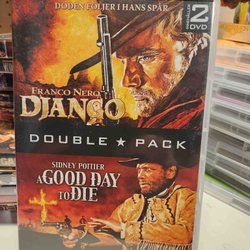 DÖDEN FÖLJER I HANS SPÅR
2
DVD
FRANCO NERO
DJANGO
DOUBLE ★ PACK
SIDNEY POITIER
A GOOD DAY
TO DIE